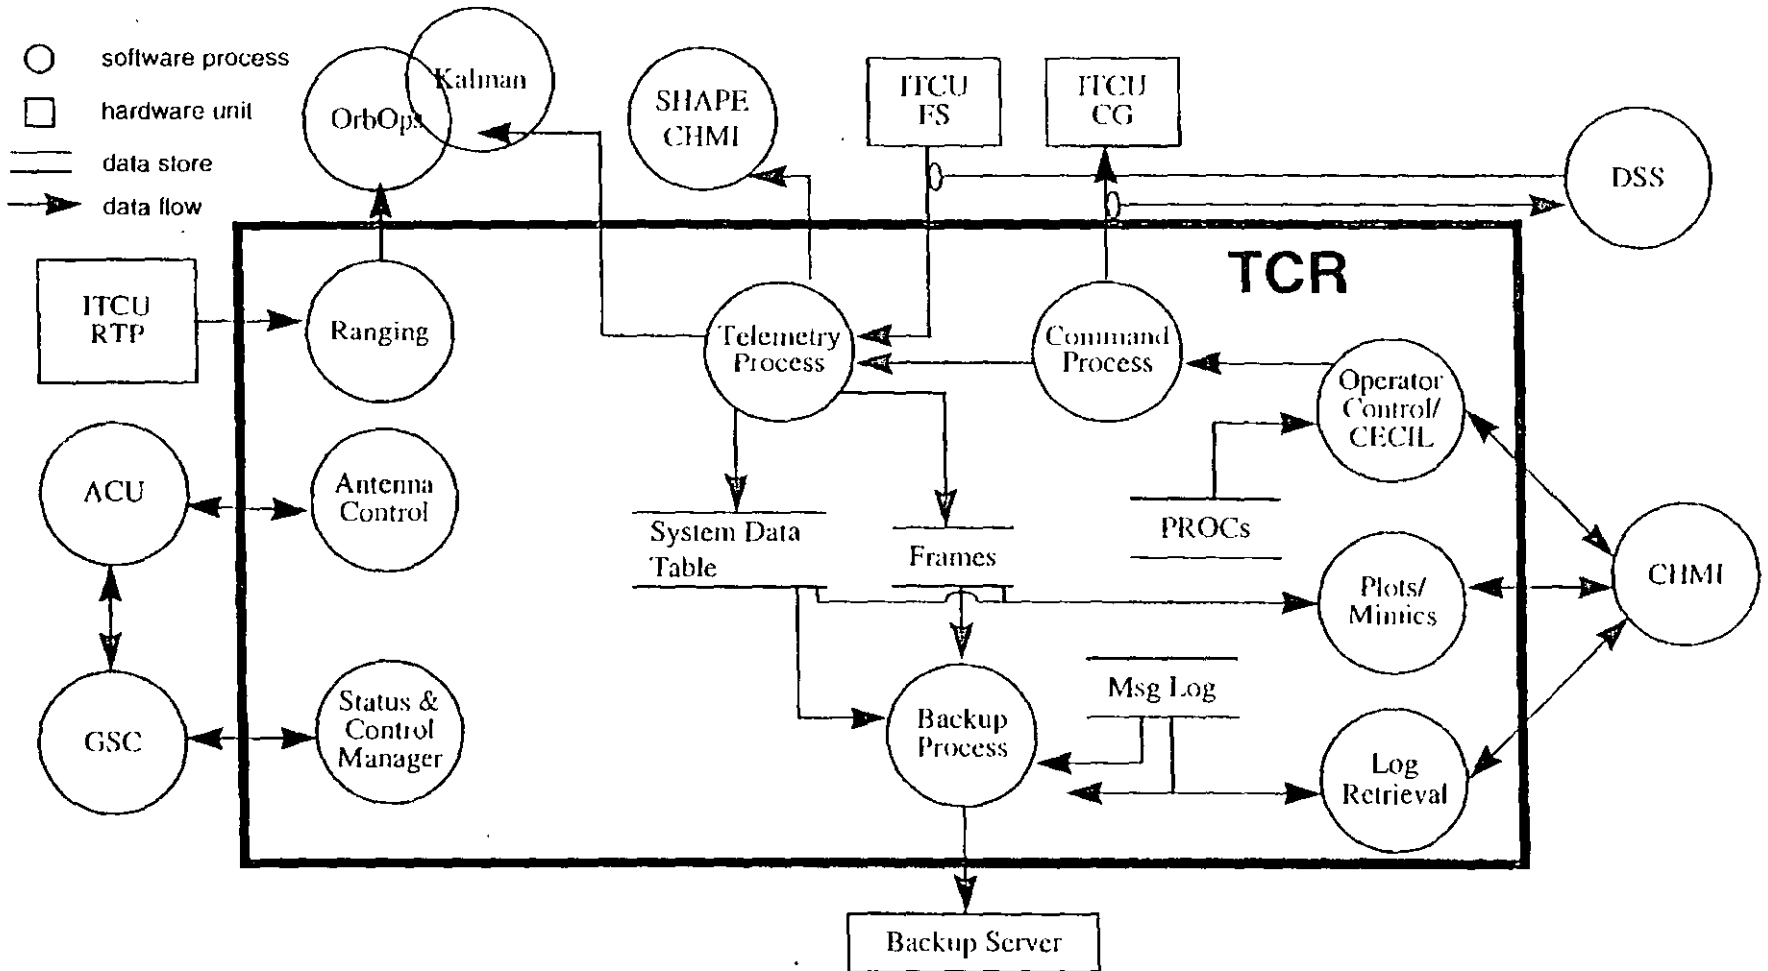 software process
hardware unit
data store
data flow
OrbOps
Kalman
SHAPE
CHMI
ITCU
FS
ITCU
CG
DSS
TCR
ITCU
RTP
Ranging
Telemetry
Process
Command
Process
Operator
Control/
CECIL
ACU
Antenna
Control
System Data
Table
Frames
PROCs
Plots/
Mimics
CHMI
GSC
Status &
Control
Manager
Backup
Process
Msg Log
Log
Retrieval
Backup Server